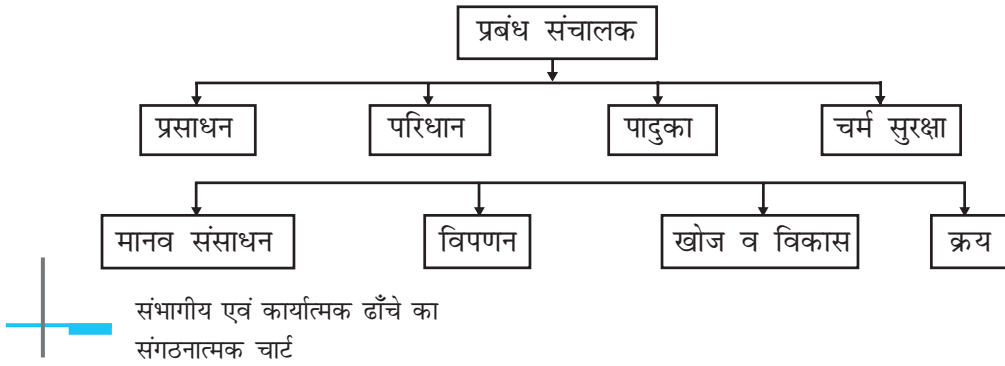 प्रबंध संचालक
प्रसाधन परिधान पादुका चर्म सुरक्षा
मानव संसाधन विपणन खोज व विकास क्रय
संभागीय एवं कार्यात्मक ढाँचे का
संगठनात्मक चार्ट